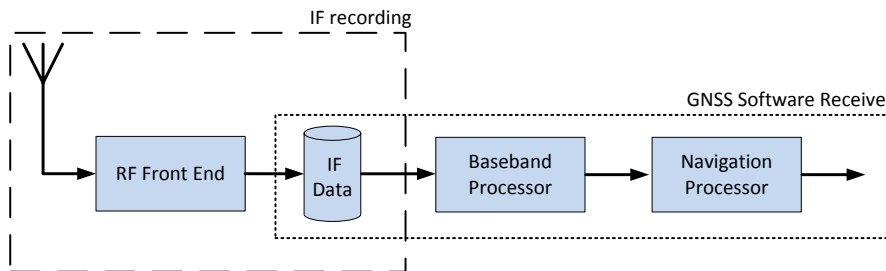 IF recording
GNSS Software Receive
RF Front End
IF
Data
Baseband
Processor
Navigation
Processor